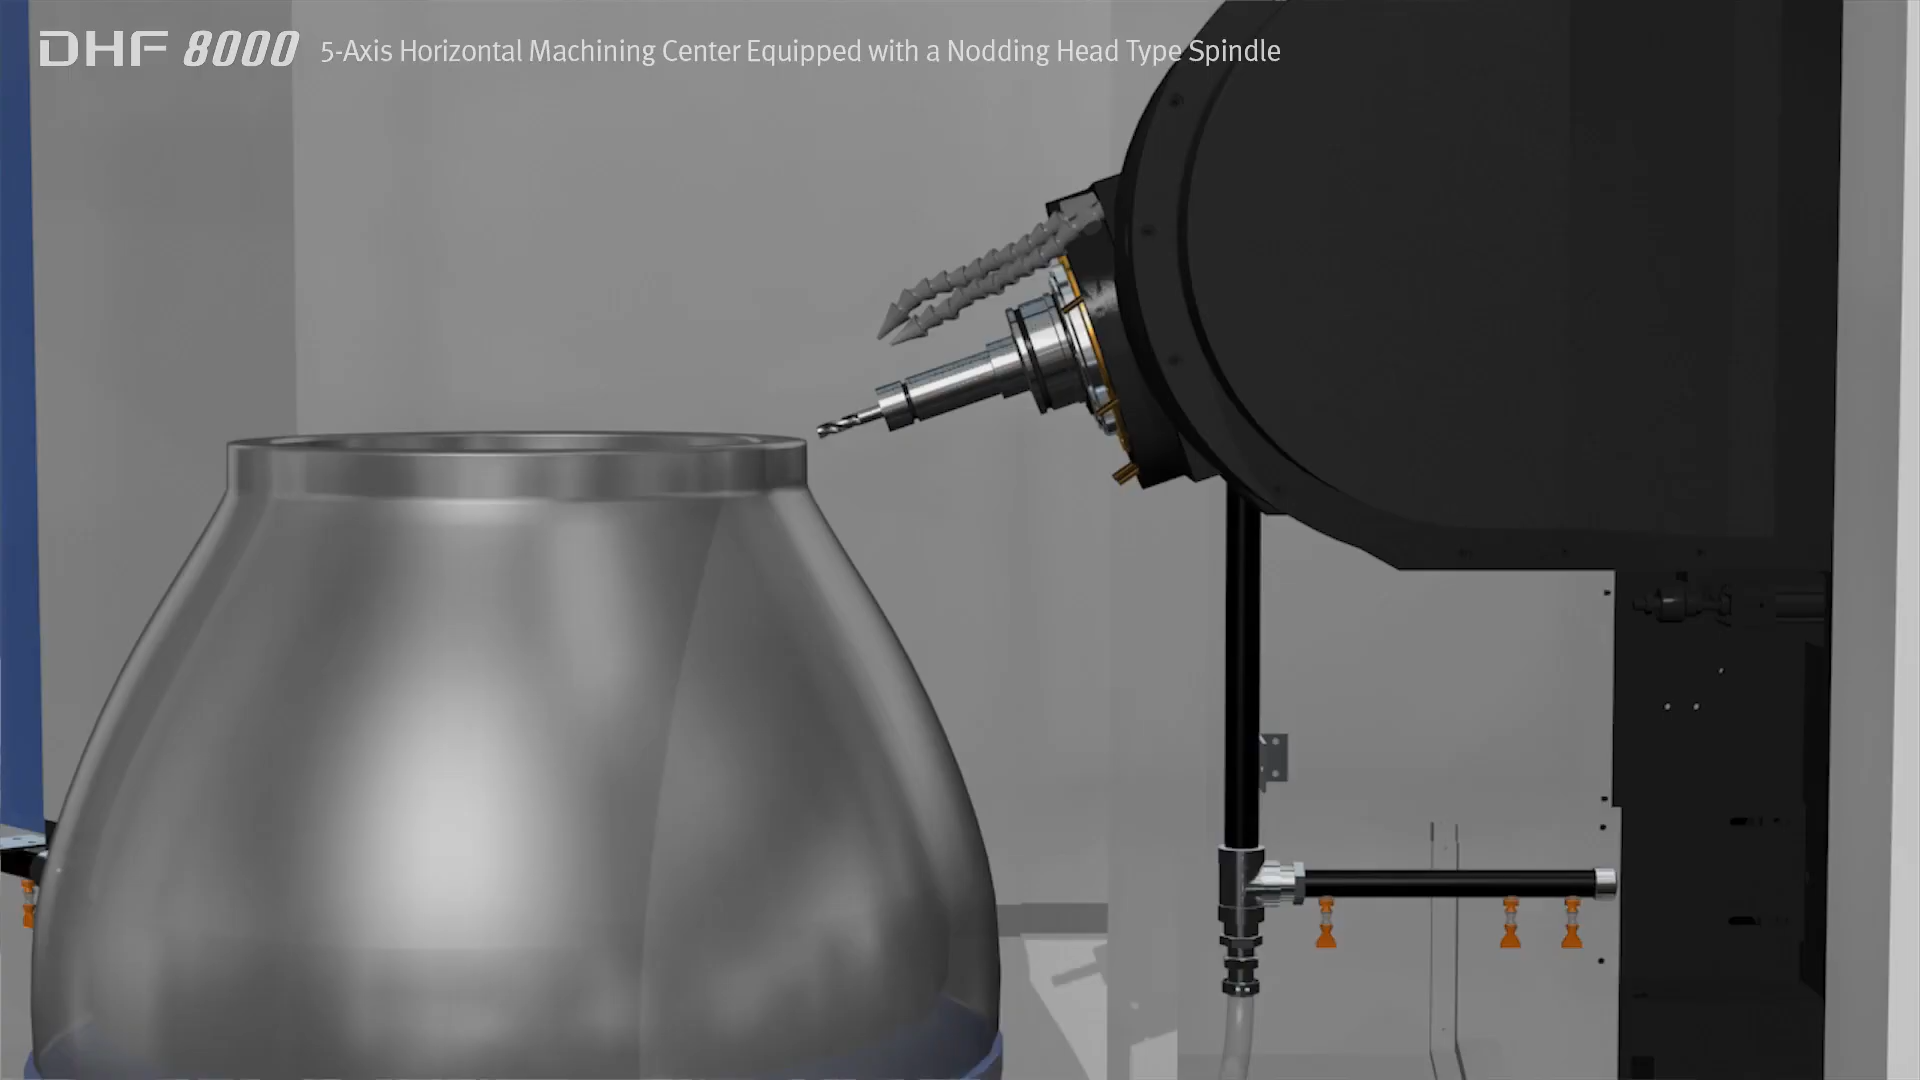 DHF 8000 5-Axis Horizontal Machining Center Equipped with a Nodding Head Type Spindle